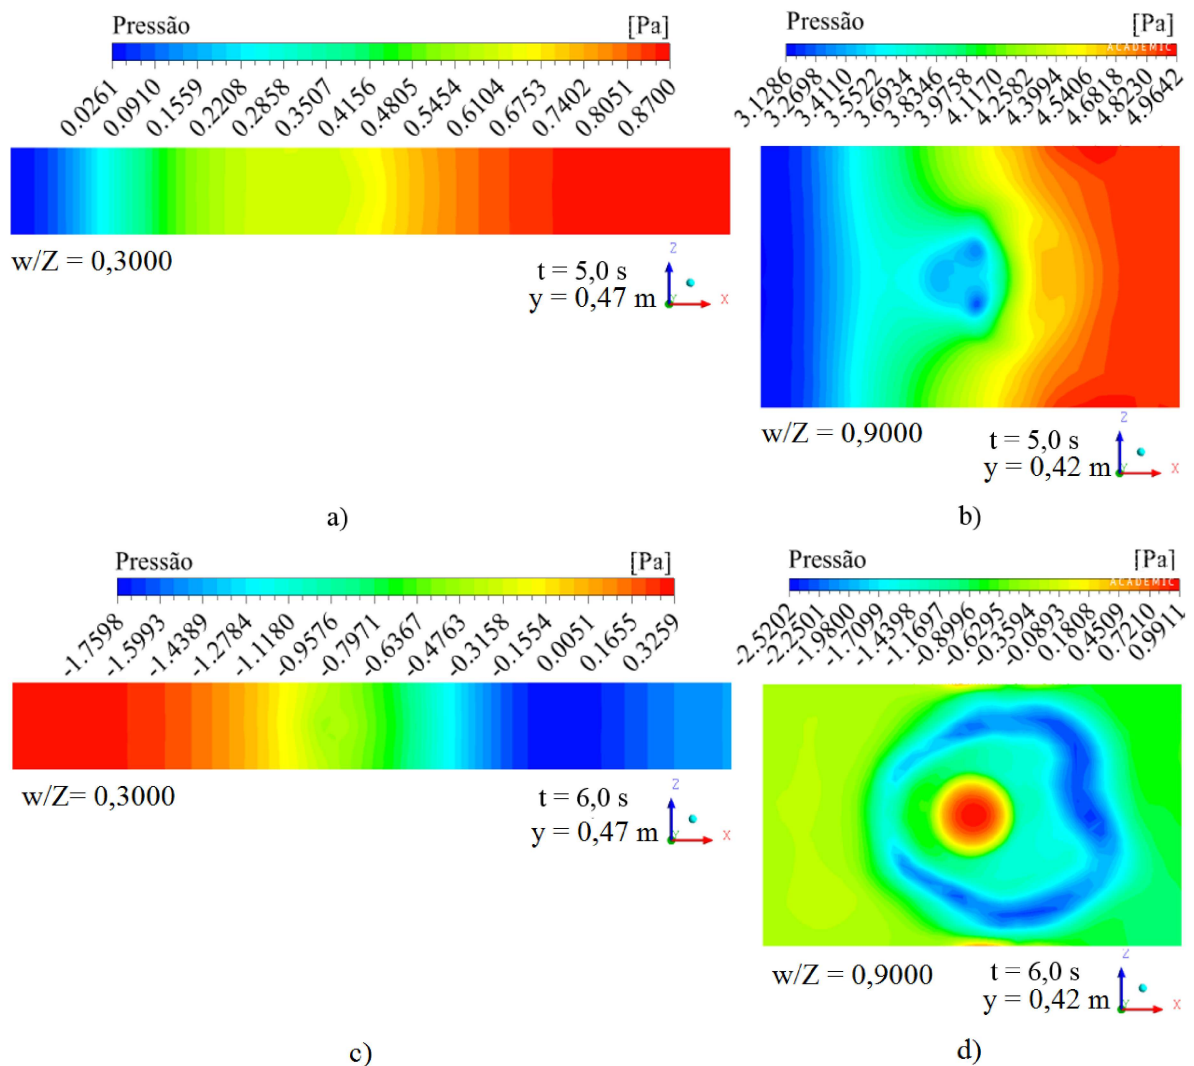 Pressão [Pa]
0.0261 0.0910 0.1559 0.2208 0.2858 0.3507 0.4156 0.4805 0.5454 0.6104 0.6753 0.7402 0.8051 0.8700
w/Z = 0,3000
t = 5,0 s
y = 0,47 m
Z
Y
X
a)
Pressão [Pa]
ACADEMIC
3.1286 3.2698 3.4110 3.5522 3.6934 3.8346 3.9758 4.1170 4.2582 4.3994 4.5406 4.6818 4.8230 4.9642
w/Z = 0,9000
t = 5,0 s
y = 0,42 m
Z
Y
X
b)
Pressão [Pa]
-1.7598 -1.5993 -1.4389 -1.2784 -1.1180 -0.9576 -0.7971 -0.6367 -0.4763 -0.3158 -0.1554 0.0051 0.1655 0.3259
w/Z= 0,3000
t = 6,0 s
y = 0,47 m
Z
Y
X
c)
Pressão [Pa]
ACADEMIC
-2.5202 -2.2501 -1.9800 -1.7099 -1.4398 -1.1697 -0.8996 -0.6295 -0.3594 -0.0893 0.1808 0.4509 0.7210 0.9911
w/Z = 0,9000
t = 6,0 s
y = 0,42 m
Z
Y
X
d)